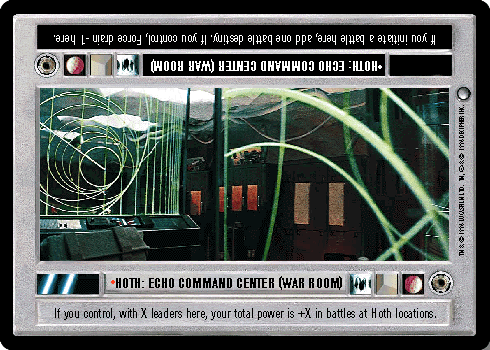 If you initiate a battle here, add one battle destiny. If you control, Force drain -1 here.
•HOTH: ECHO COMMAND CENTER (WAR ROOM)
•HOTH: ECHO COMMAND CENTER (WAR ROOM)
If you control, with X leaders here, your total power is +X in battles at Hoth locations.